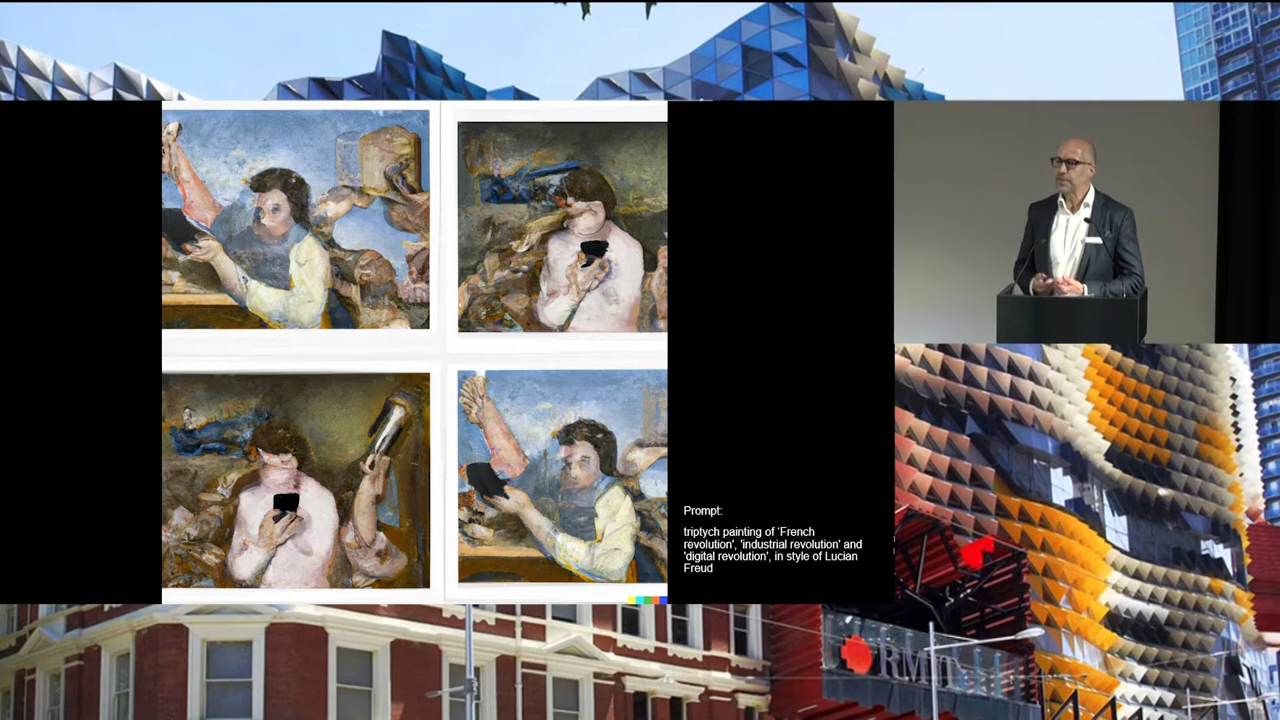 Prompt:
triptych painting of 'French
revolution', 'industrial revolution' and
'digital revolution', in style of Lucian
Freud
RMIT